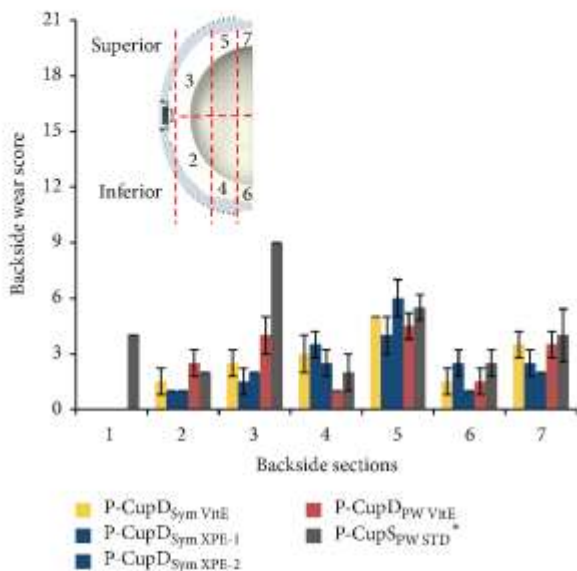 21
18
15
12
9
6
3
0
Backside wear score
Superior
Inferior
5 7
3
1
2
4 6
1 2 3 4 5 6 7
Backside sections
P-CupD Sym VitE
P-CupD Sym XPE-1
P-CupD Sym XPE-2
P-CupD PW VitE
P-CupS PW STD*